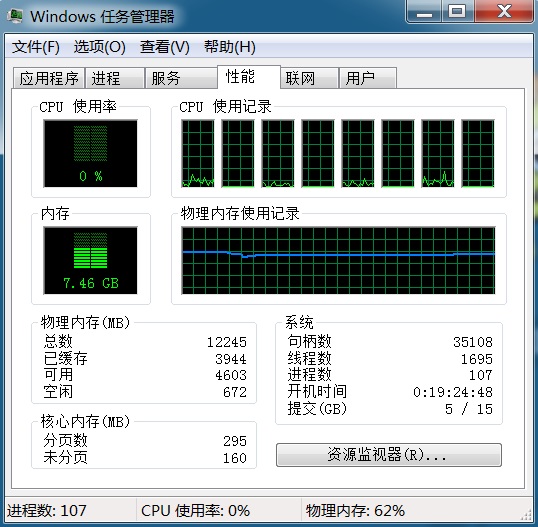 Windows 任务管理器
文件(F) 选项(O) 查看(V) 帮助(H)
应用程序 进程 服务 性能 联网 用户
CPU 使用率 CPU 使用记录
0 %
内存 物理内存使用记录
7.46 GB
物理内存(MB)
总数 12245
已缓存 3944
可用 4603
空闲 672
系统
句柄数 35108
线程数 1695
进程数 107
开机时间 0:19:24:48
提交(GB) 5 / 15
核心内存(MB)
分页数 295
未分页 160
资源监视器(R)...
进程数: 107 CPU 使用率: 0% 物理内存: 62%